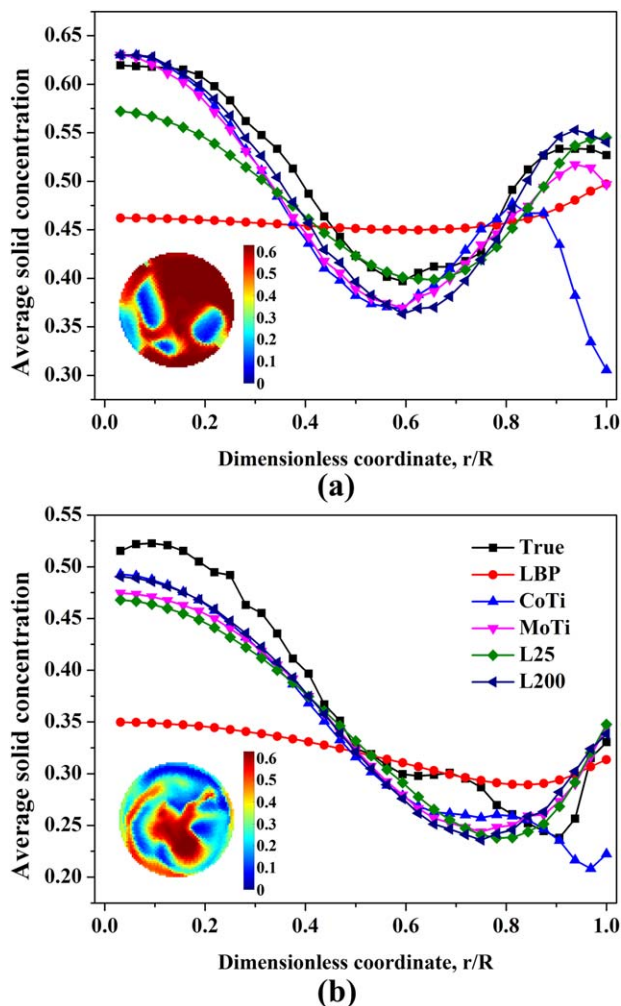 0.65
0.60
0.55
0.50
0.45
0.40
0.35
0.30
Average solid concentration
0.6
0.5
0.4
0.3
0.2
0.1
0
0.0 0.2 0.4 0.6 0.8 1.0
Dimensionless coordinate, r/R
(a)
0.55
0.50
0.45
0.40
0.35
0.30
0.25
0.20
Average solid concentration
True
LBP
CoTi
MoTi
L25
L200
0.6
0.5
0.4
0.3
0.2
0.1
0
0.0 0.2 0.4 0.6 0.8 1.0
Dimensionless coordinate, r/R
(b)